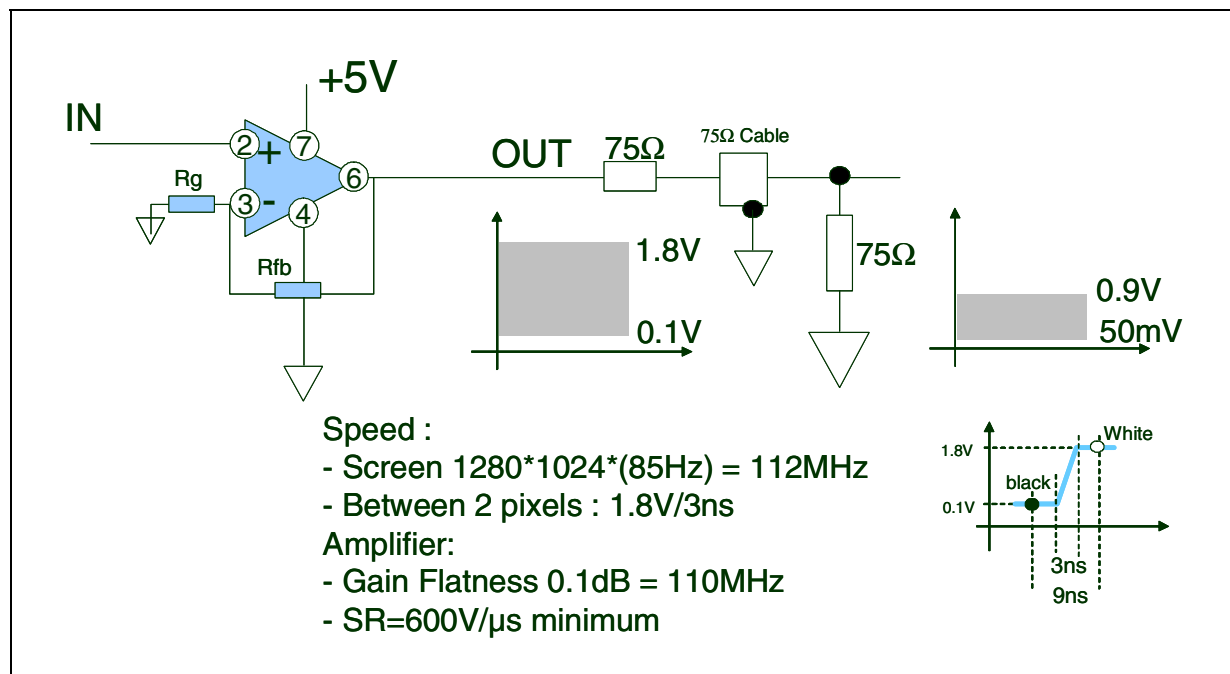 +5V
IN
2
+
7
OUT
75Ω
75Ω Cable
Rg
6
3
-
4
Rfb
1.8V
0.1V
75Ω
0.9V
50mV
Speed :
- Screen 1280*1024*(85Hz) = 112MHz
- Between 2 pixels : 1.8V/3ns
Amplifier:
- Gain Flatness 0.1dB = 110MHz
- SR=600V/µs minimum
White
1.8V
black
0.1V
3ns
9ns